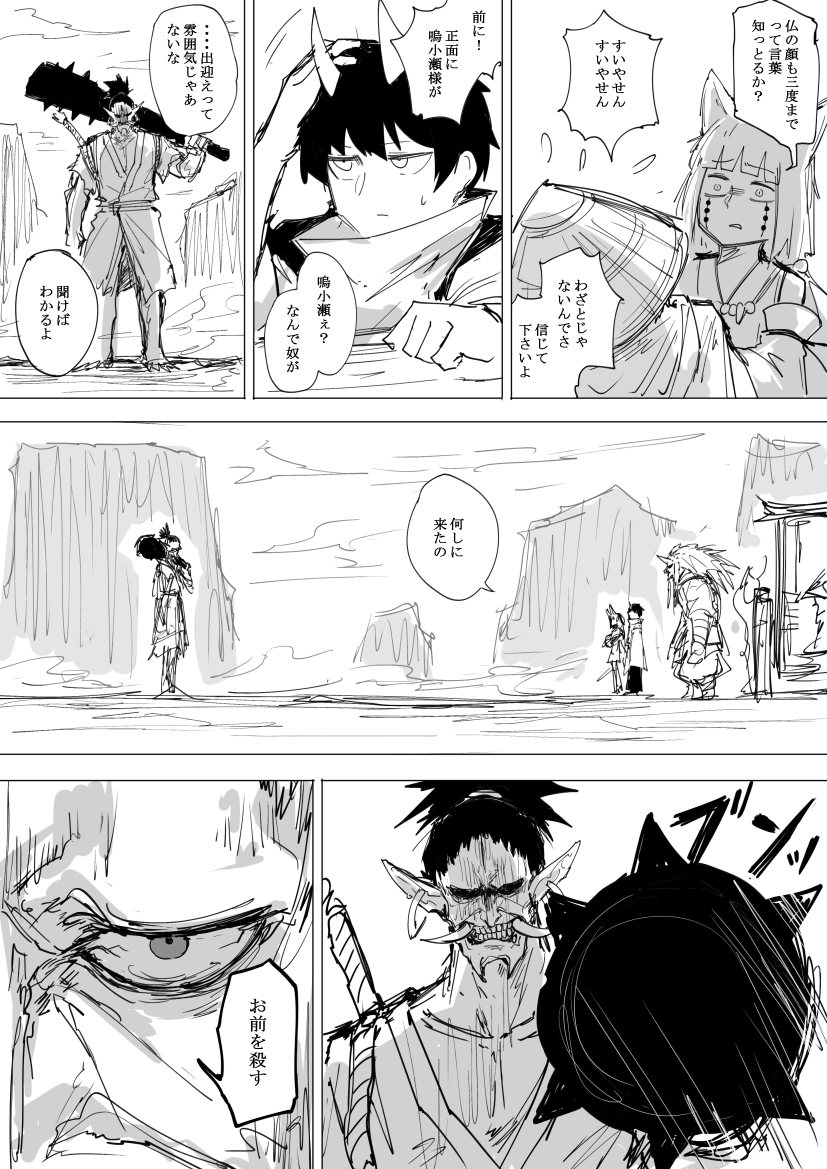 仏の顔も三度まで
って言葉
知っとるか？
すいやせん
すいやせん
わざとじゃ
ないんでさ
信じて
下さいよ
前に！
正面に
嗚小瀬様が
嗚小瀬ぇ？
なんで奴が
・・・・出迎えって
雰囲気じゃあ
ないな
聞けば
わかるよ
何しに
来たの
ブンッ
お前を殺す